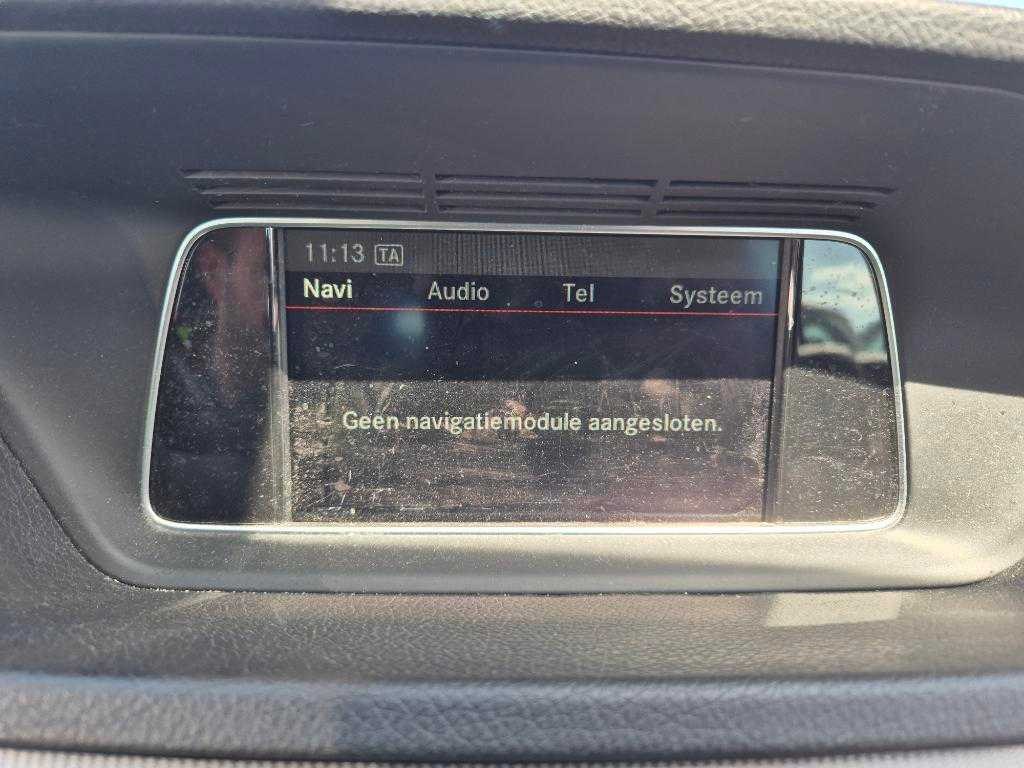 11:13 TA
Navi Audio Tel Systeem
Geen navigatiemodule aangesloten.